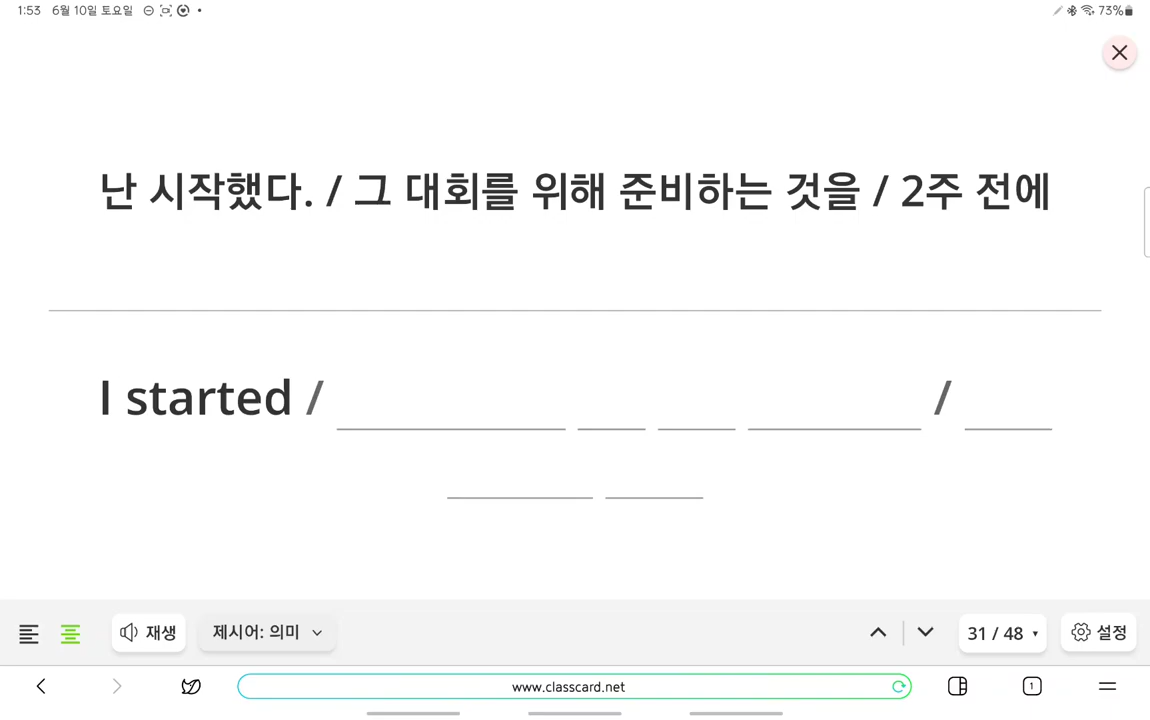 1:53 6월 10일 토요일
73%
난 시작했다. / 그 대회를 위해 준비하는 것을 / 2주 전에
I started / /
재생
제시어: 의미
31 / 48
설정
www.classcard.net
1